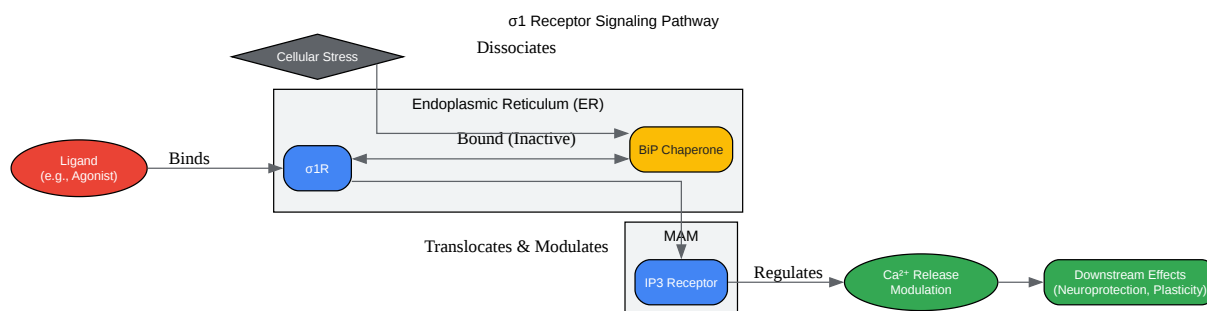 σ1 Receptor Signaling Pathway
Cellular Stress
Dissociates
Endoplasmic Reticulum (ER)
Bound (Inactive)
BiP Chaperone
Ligand
(e.g., Agonist)
Binds
σ1R
Translocates & Modulates
MAM
IP3 Receptor
Regulates
Ca²⁺ Release
Modulation
Downstream Effects
(Neuroprotection, Plasticity)